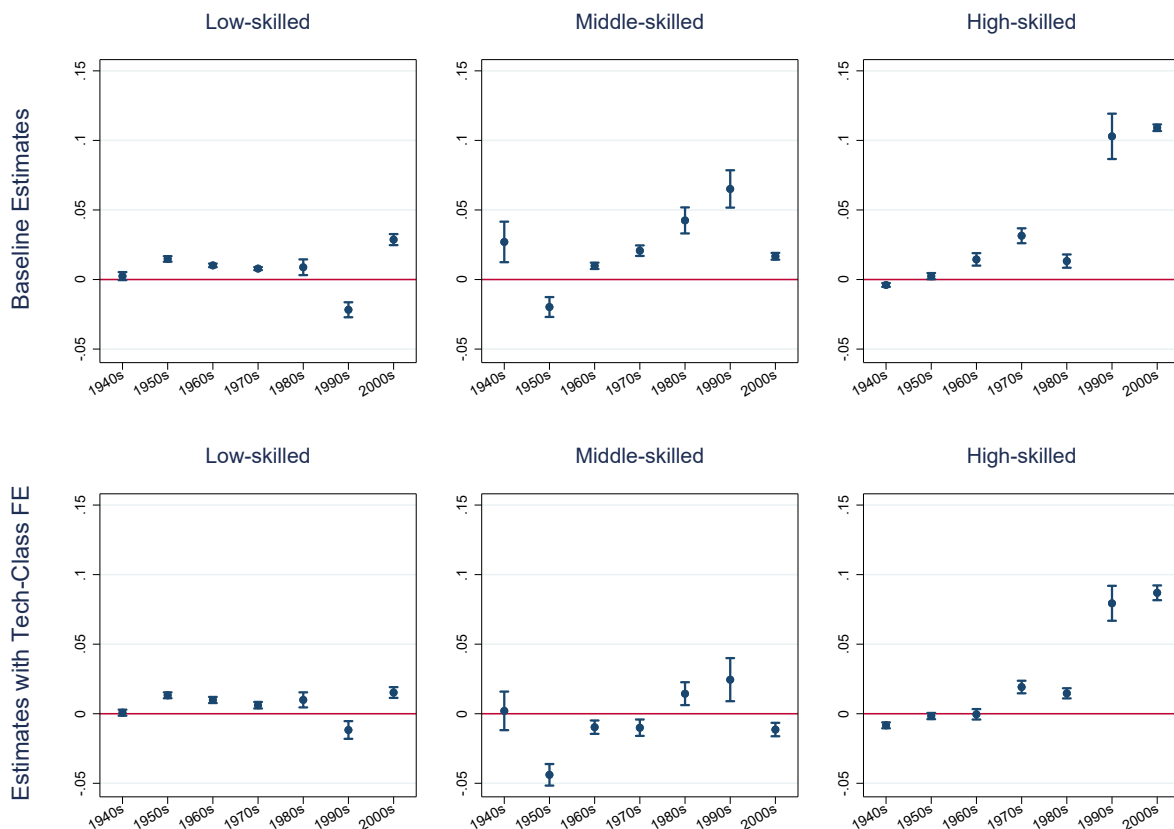 Low-skilled Middle-skilled High-skilled
Baseline Estimates
.15 .15 .15
.1 .1 .1
.05 .05 .05
0 0 0
-.05 -.05 -.05
1940s 1950s 1960s 1970s 1980s 1990s 2000s 1940s 1950s 1960s 1970s 1980s 1990s 2000s 1940s 1950s 1960s 1970s 1980s 1990s 2000s
Low-skilled Middle-skilled High-skilled
Estimates with Tech-Class FE
.15 .15 .15
.1 .1 .1
.05 .05 .05
0 0 0
-.05 -.05 -.05
1940s 1950s 1960s 1970s 1980s 1990s 2000s 1940s 1950s 1960s 1970s 1980s 1990s 2000s 1940s 1950s 1960s 1970s 1980s 1990s 2000s